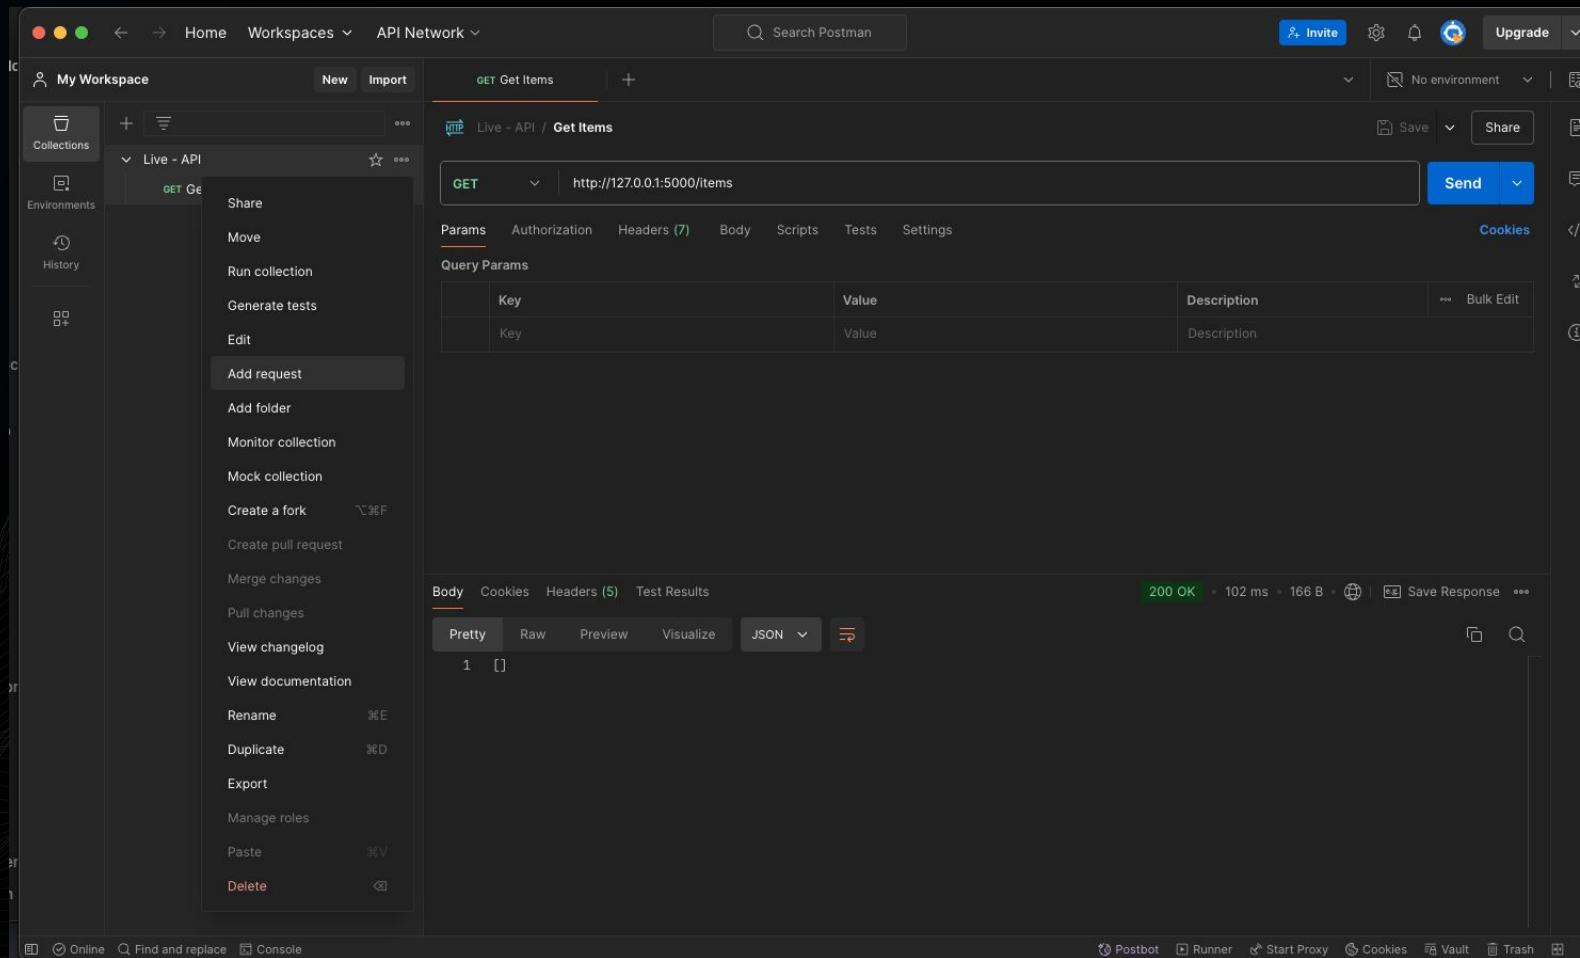 Home Workspaces API Network Search Postman Invite Upgrade
My Workspace New Import GET Get Items No environment
Collections
Environments
History
Live - API
GET Ge
Share
Move
Run collection
Generate tests
Edit
Add request
Add folder
Monitor collection
Mock collection
Create a fork ⌥⌘F
Create pull request
Merge changes
Pull changes
View changelog
View documentation
Rename ⌘E
Duplicate ⌘D
Export
Manage roles
Paste ⌘V
Delete ⌫
HTTP Live - API / Get Items Save Share
GET http://127.0.0.1:5000/items Send
Params Authorization Headers (7) Body Scripts Tests Settings Cookies
Query Params
Key Value Description Bulk Edit
Key Value Description
Body Cookies Headers (5) Test Results 200 OK • 102 ms • 166 B Save Response
Pretty Raw Preview Visualize JSON
1 []
Online Find and replace Console Postbot Runner Start Proxy Cookies Vault Trash